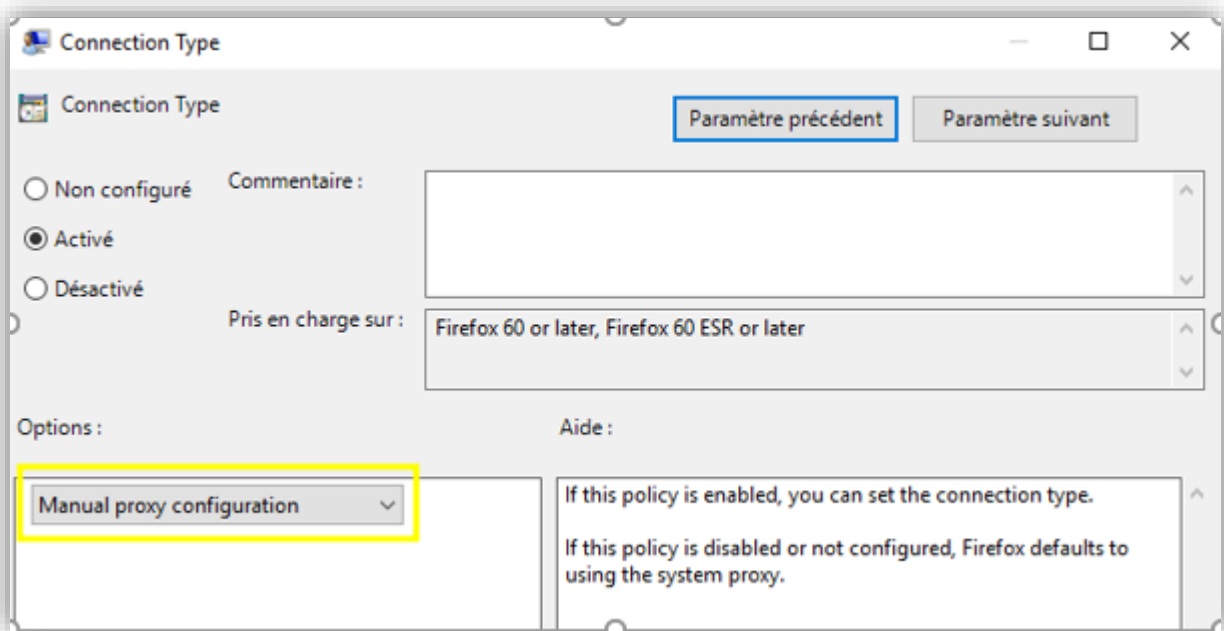 Connection Type
Connection Type
Paramètre précédent
Paramètre suivant
Non configuré
Commentaire :
Activé
Désactivé
Pris en charge sur :
Firefox 60 or later, Firefox 60 ESR or later
Options :
Aide :
Manual proxy configuration
If this policy is enabled, you can set the connection type.
If this policy is disabled or not configured, Firefox defaults to
using the system proxy.